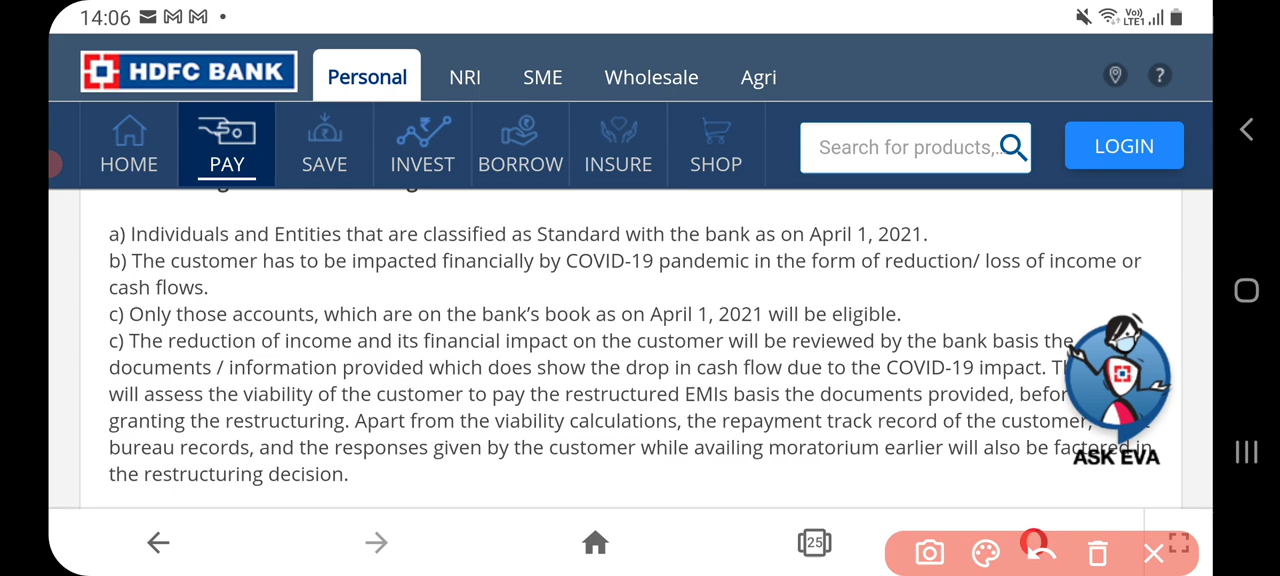 14:06 Vo) LTE1
HDFC BANK Personal NRI SME Wholesale Agri ?
HOME PAY SAVE INVEST BORROW INSURE SHOP Search for products,.. LOGIN
a) Individuals and Entities that are classified as Standard with the bank as on April 1, 2021.
b) The customer has to be impacted financially by COVID-19 pandemic in the form of reduction/ loss of income or
cash flows.
c) Only those accounts, which are on the bank's book as on April 1, 2021 will be eligible.
c) The reduction of income and its financial impact on the customer will be reviewed by the bank basis the
documents / information provided which does show the drop in cash flow due to the COVID-19 impact.
will assess the viability of the customer to pay the restructured EMIs basis the documents provided,
granting the restructuring. Apart from the viability calculations, the repayment track record of the customer,
bureau records, and the responses given by the customer while availing moratorium earlier will also be factored in
the restructuring decision.
ASK EVA
25